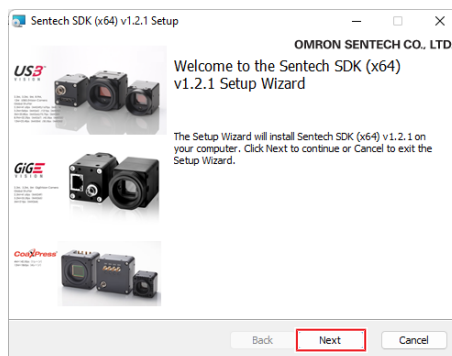 Sentech SDK (x64) v1.2.1 Setup
OMRON SENTECH CO., LTD
USB3
VISION
Welcome to the Sentech SDK (x64)
v1.2.1 Setup Wizard
The Setup Wizard will install Sentech SDK (x64) v1.2.1 on
your computer. Click Next to continue or Cancel to exit the
Setup Wizard.
GiGE
VISION
CoaXPress
Back
Next
Cancel